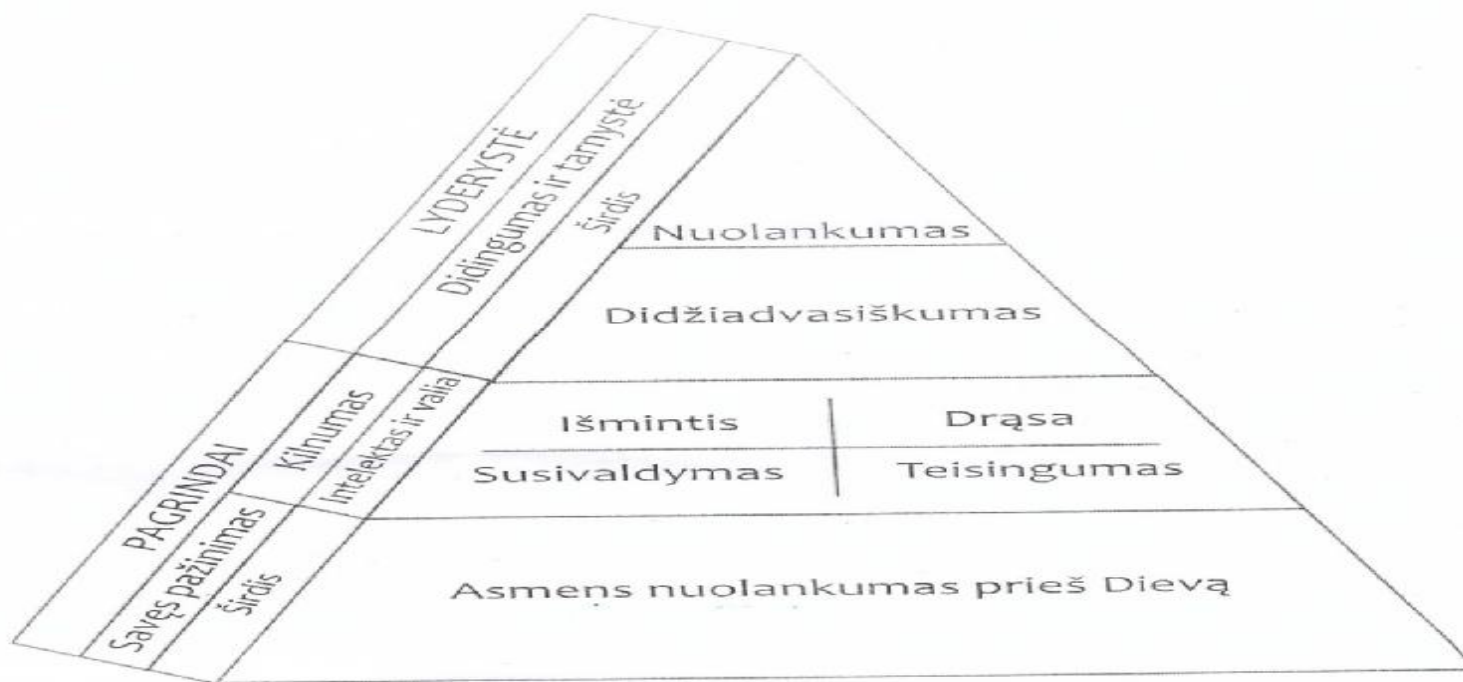 LYDERYSTĖ
Didingumas ir tarnystė
Širdis
Nuolankumas
Didžiadvasiškumas
PAGRINDAI
Kilnumas
Intelektas ir valia
Išmintis
Drąsa
Susivaldymas
Teisingumas
Savęs pažinimas
Širdis
Asmens nuolankumas prieš Dievą